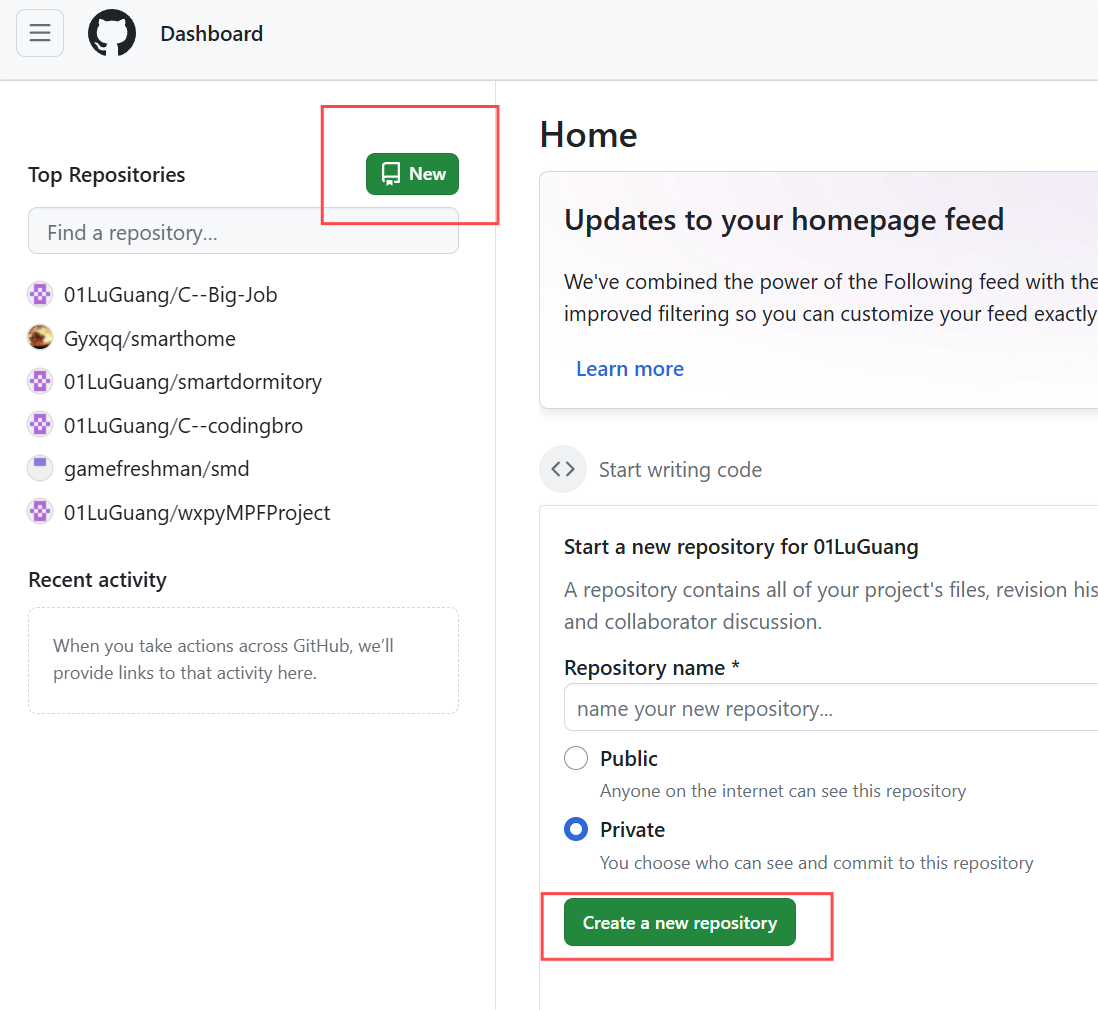 Dashboard
Top Repositories
New
Find a repository...
01LuGuang/C--Big-Job
Gyxqq/smarthome
01LuGuang/smartdormitory
01LuGuang/C--codingbro
gamefreshman/smd
01LuGuang/wxpyMPFProject
Recent activity
When you take actions across GitHub, we’ll
provide links to that activity here.
Home
Updates to your homepage feed
We've combined the power of the Following feed with the
improved filtering so you can customize your feed exactly
Learn more
Start writing code
Start a new repository for 01LuGuang
A repository contains all of your project's files, revision his
and collaborator discussion.
Repository name *
name your new repository...
Public
Anyone on the internet can see this repository
Private
You choose who can see and commit to this repository
Create a new repository